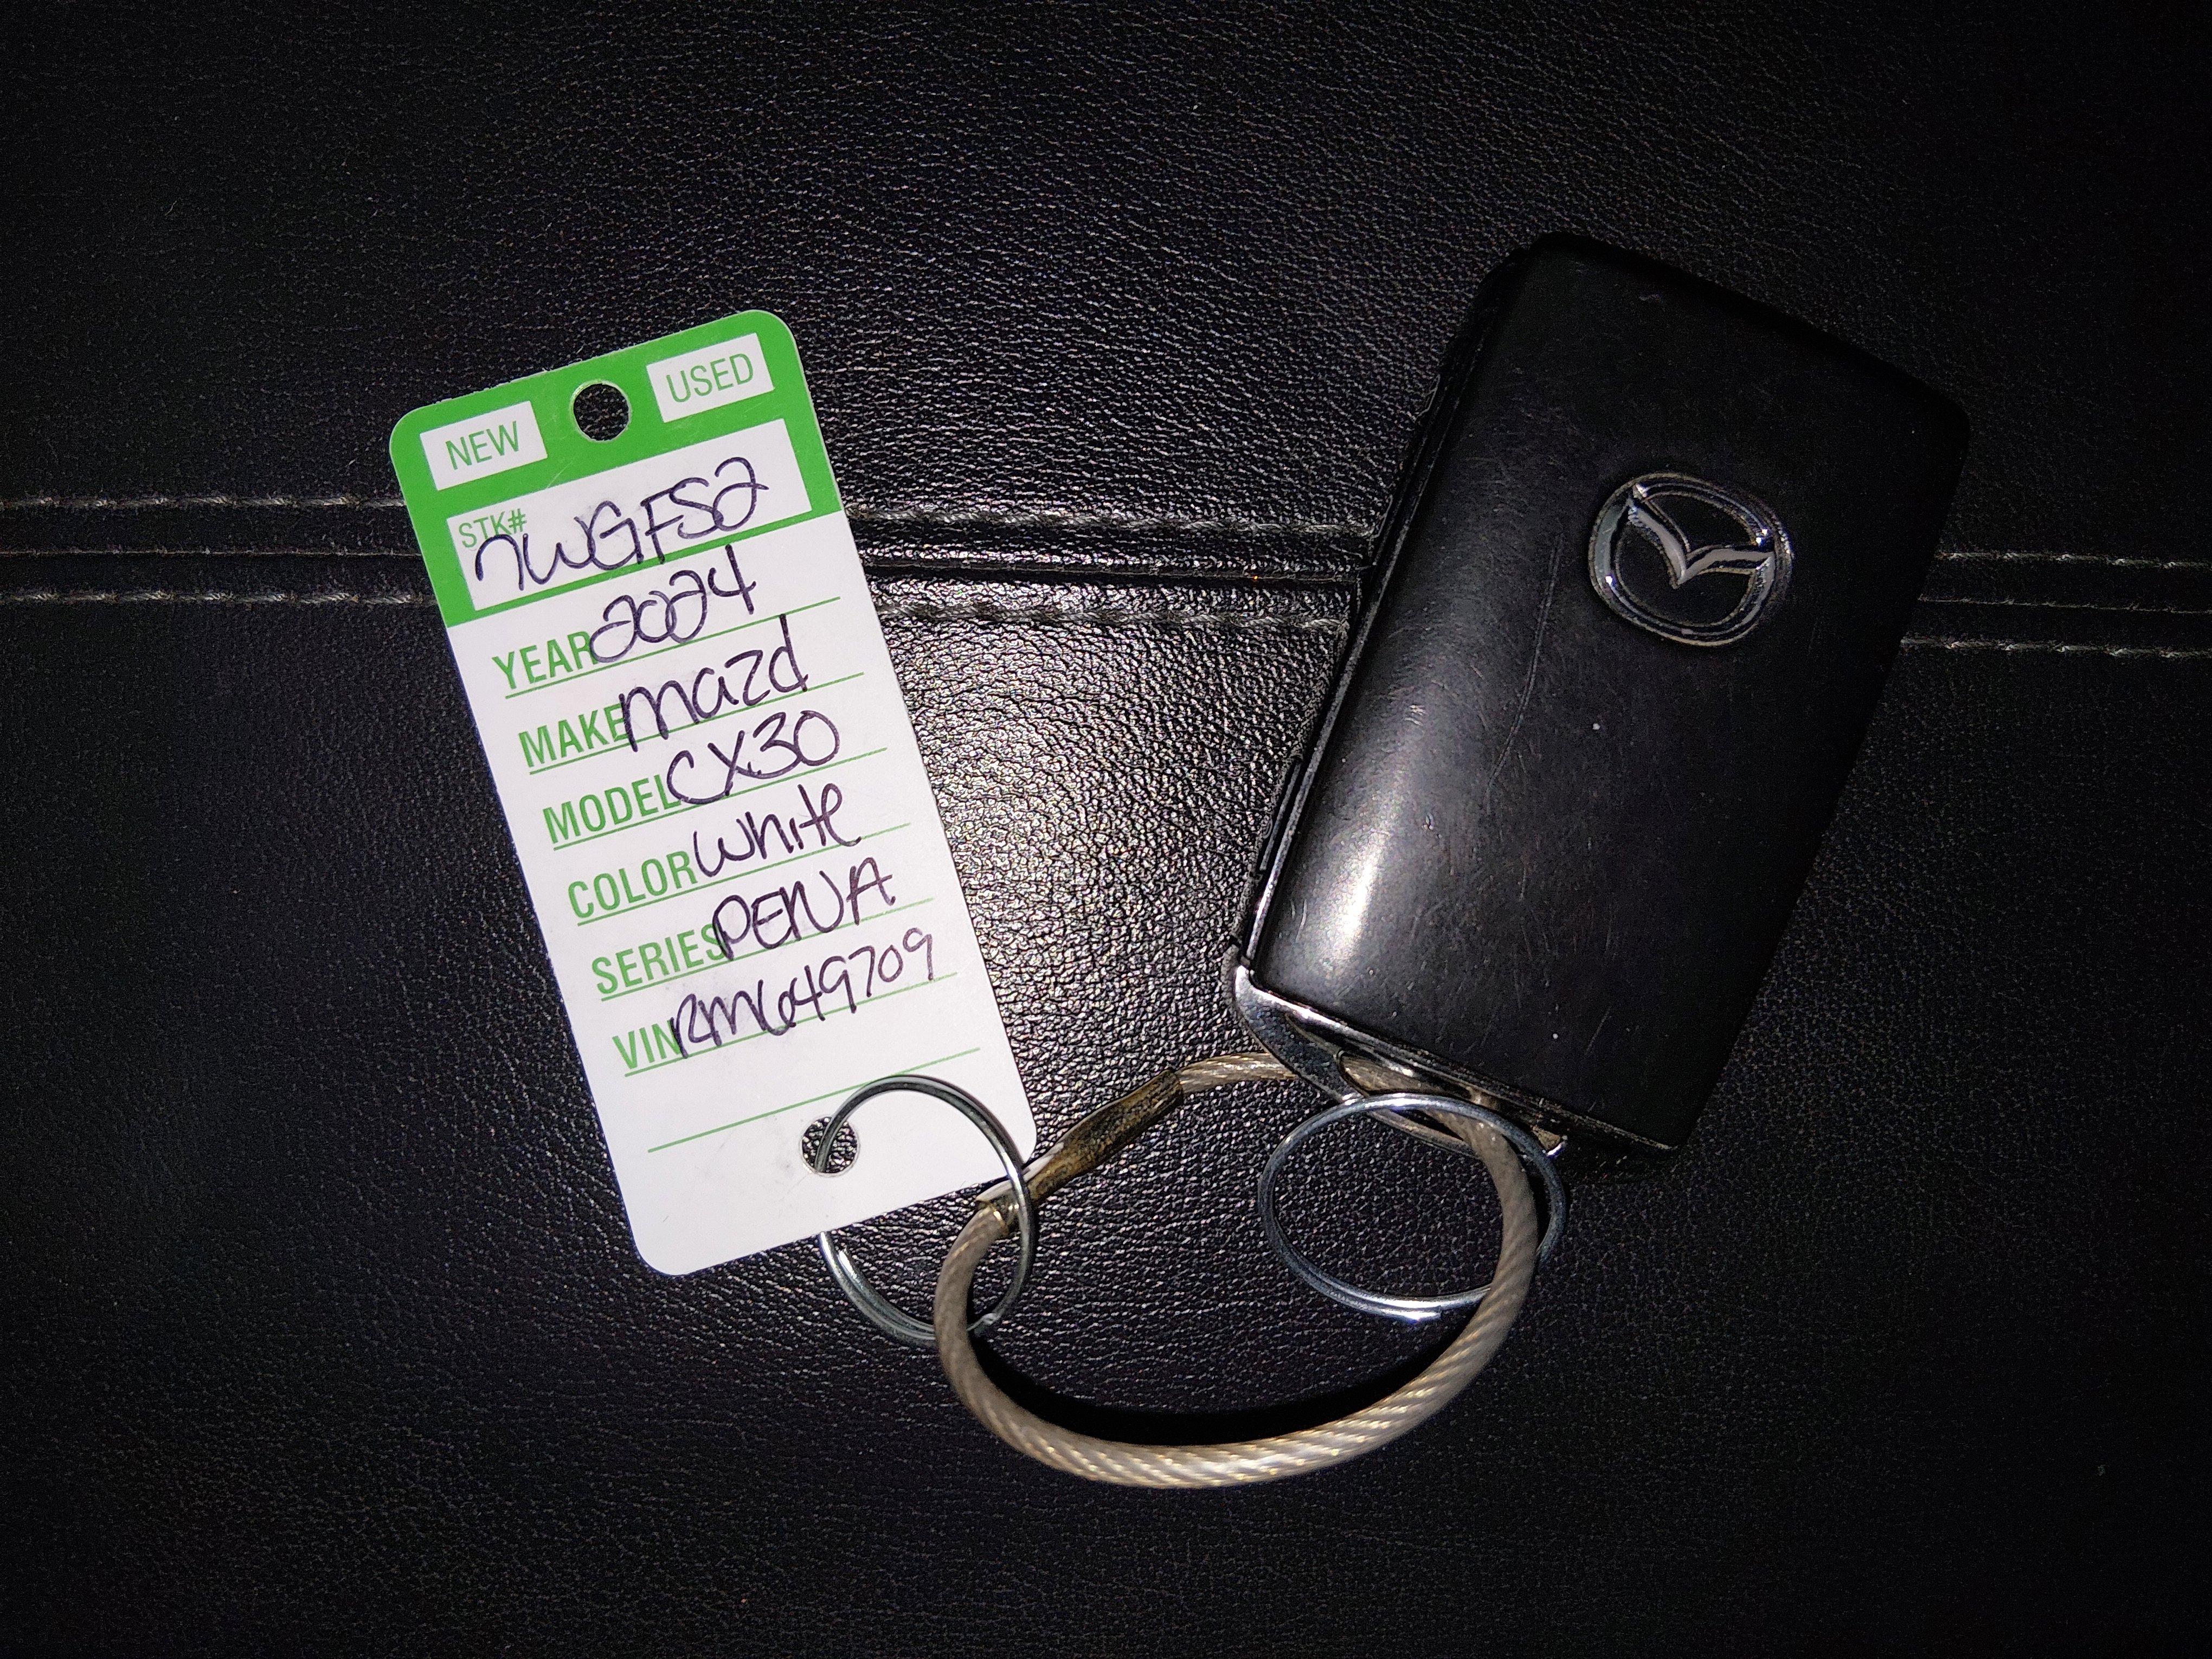 NEW USED
STK# 7WGFS2
YEAR 2024
MAKE mazd
MODEL CX30
COLOR white
SERIES PENA
VIN RM649709